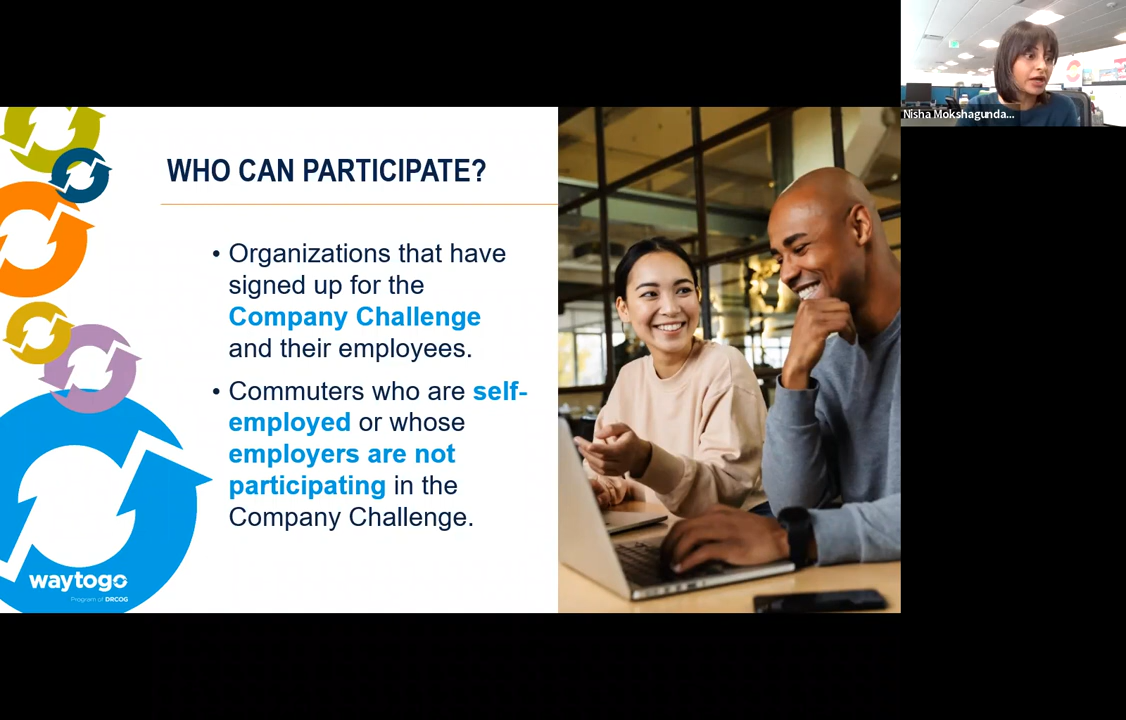 Nisha Mokshagunda...
WHO CAN PARTICIPATE?
• Organizations that have
signed up for the
Company Challenge
and their employees.
• Commuters who are self-
employed or whose
employers are not
participating in the
Company Challenge.
waytogo
Program of DRCOG